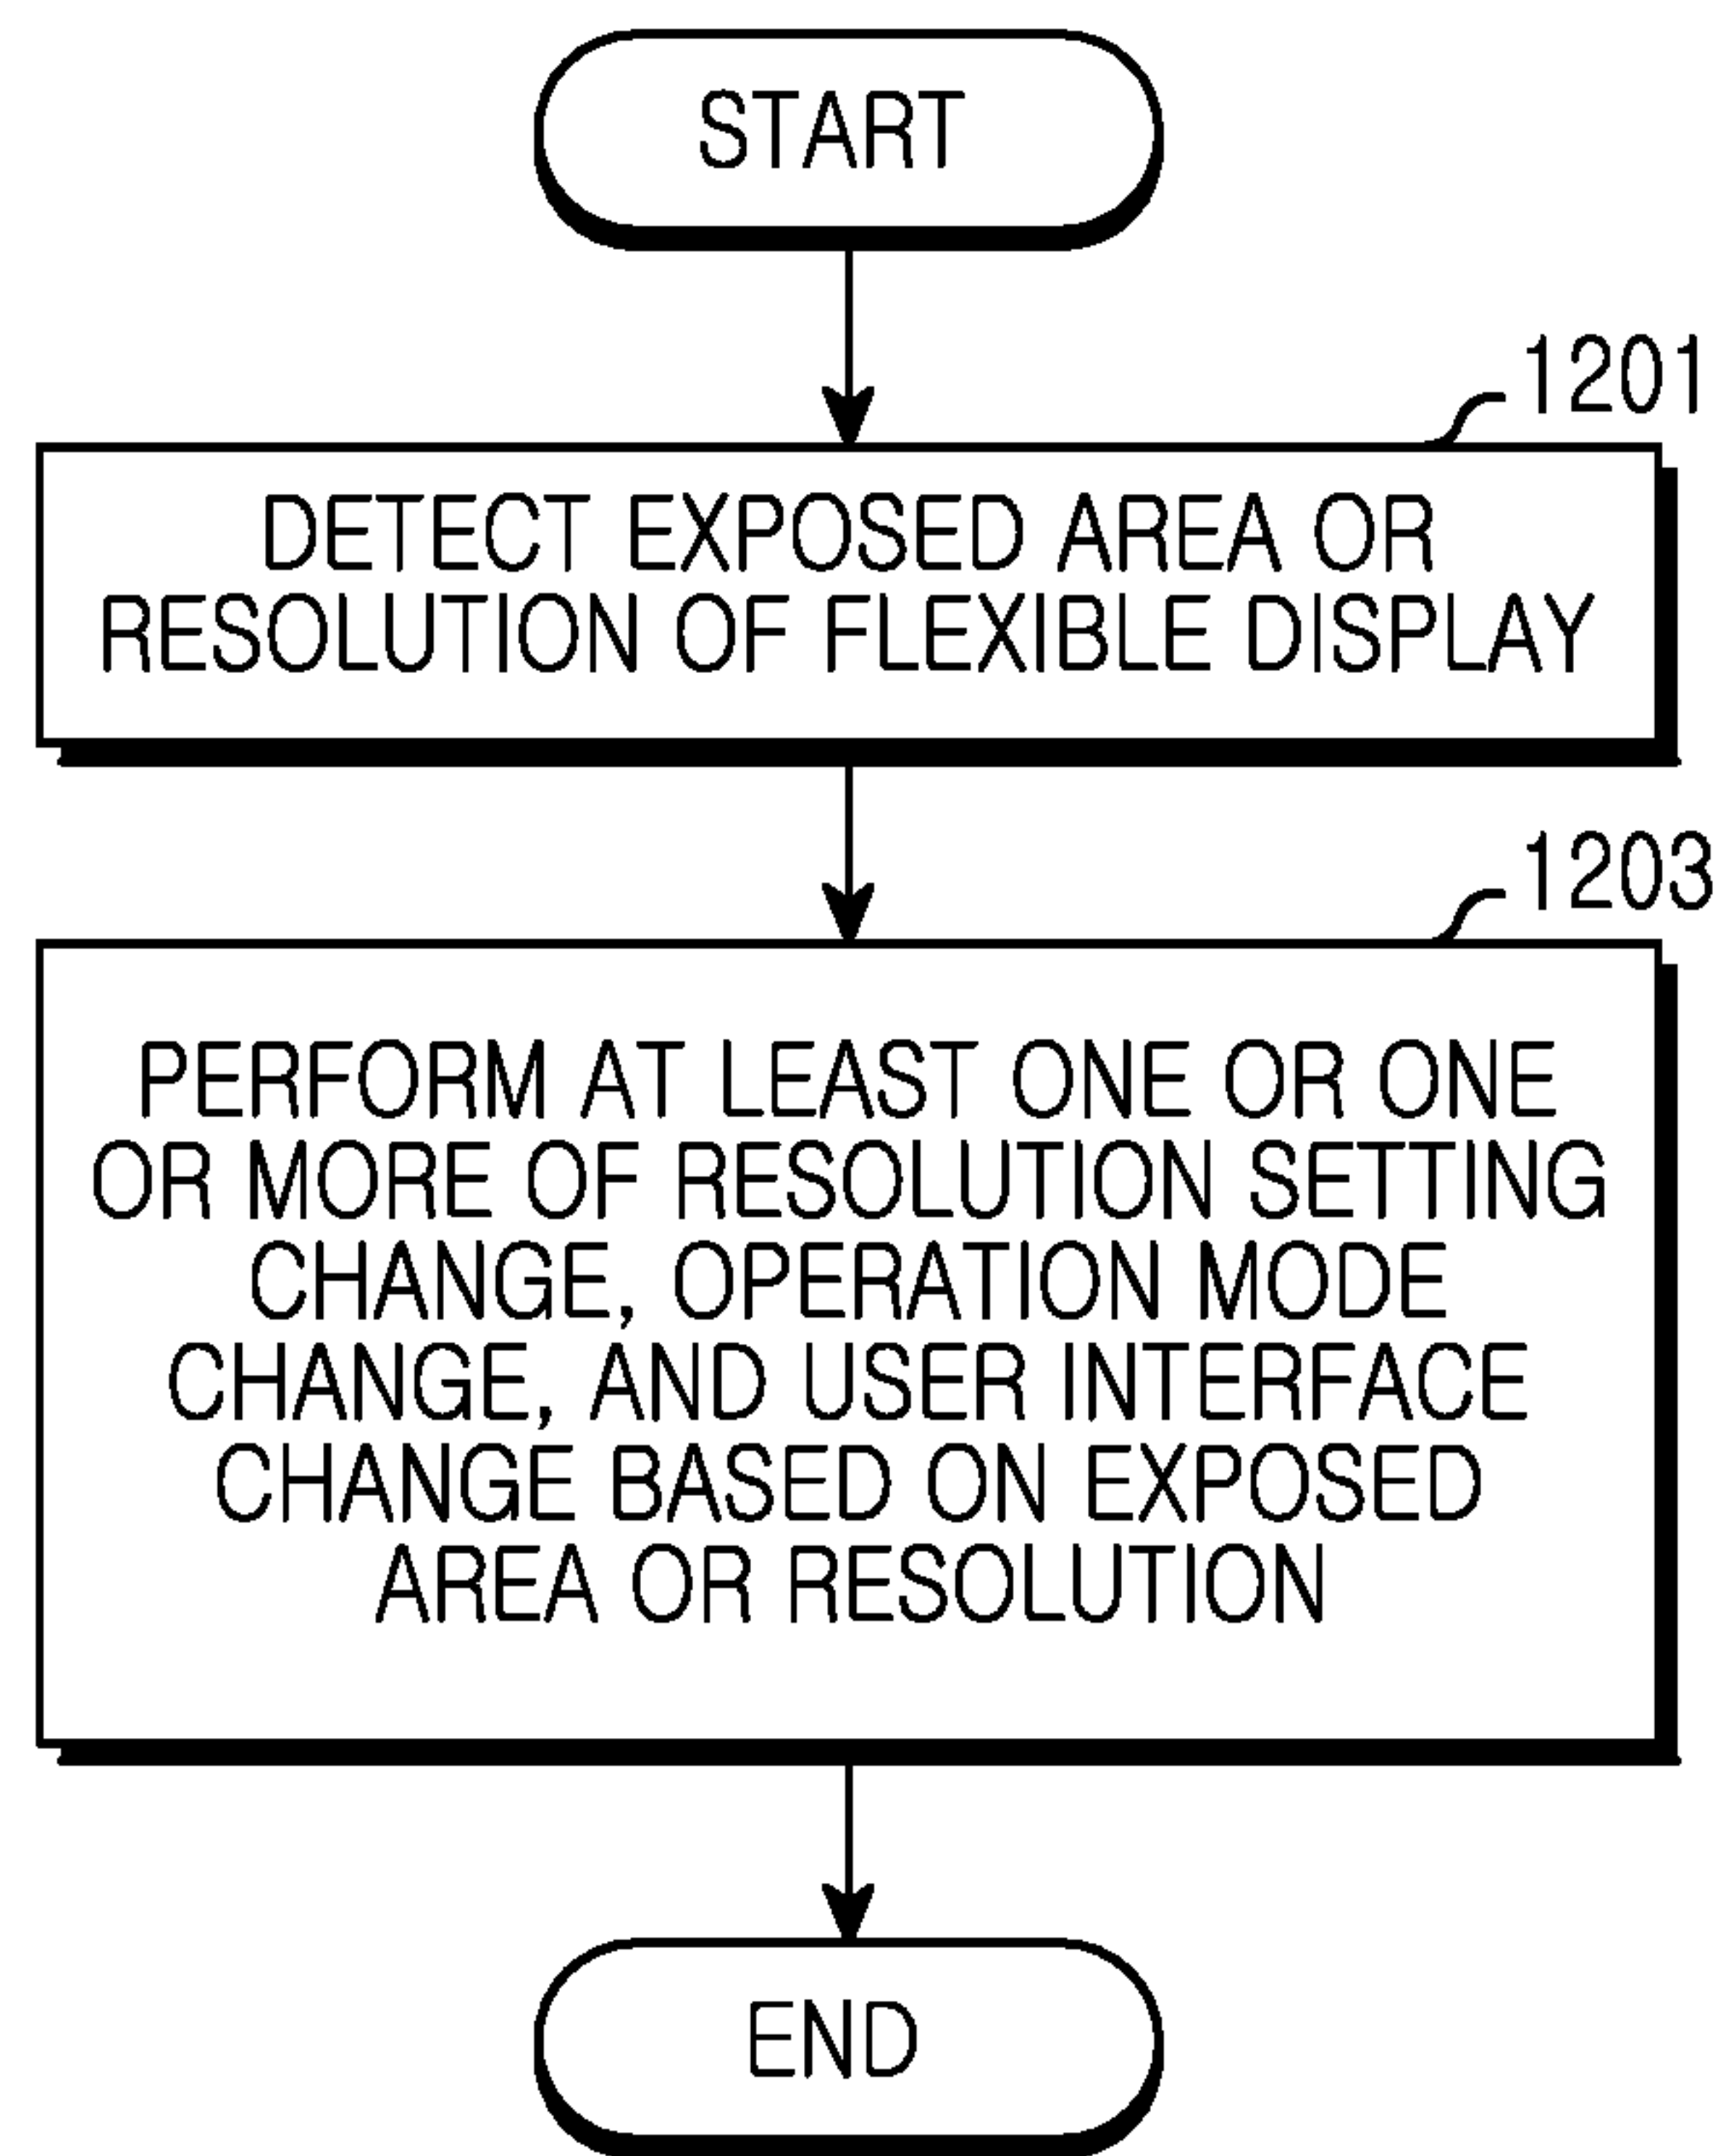 START
1201
DETECT EXPOSED AREA OR
RESOLUTION OF FLEXIBLE DISPLAY
1203
PERFORM AT LEAST ONE OR ONE
OR MORE OF RESOLUTION SETTING
CHANGE, OPERATION MODE
CHANGE, AND USER INTERFACE
CHANGE BASED ON EXPOSED
AREA OR RESOLUTION
END